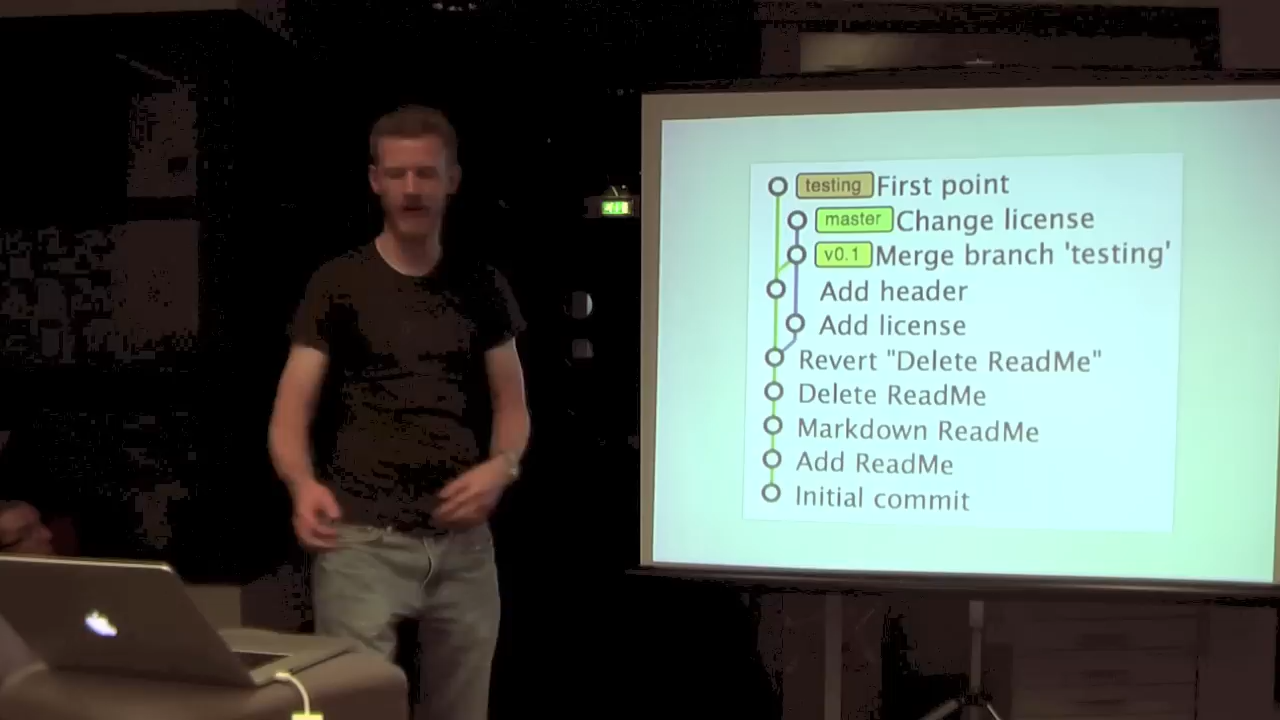 testing First point
master Change license
v0.1 Merge branch 'testing'
Add header
Add license
Revert "Delete ReadMe"
Delete ReadMe
Markdown ReadMe
Add ReadMe
Initial commit